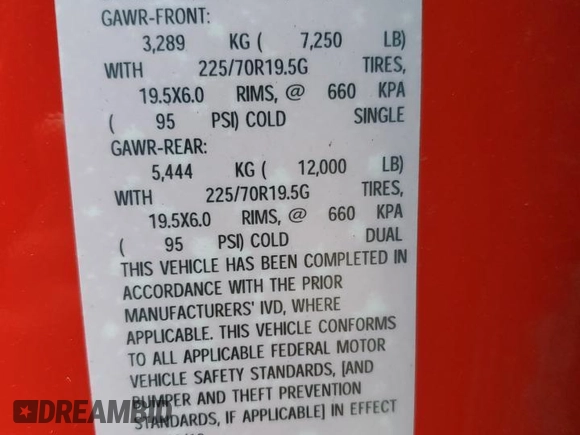 GAWR-FRONT:
3,289 KG ( 7,250 LB)
WITH 225/70R19.5G TIRES,
19.5X6.0 RIMS, @ 660 KPA
( 95 PSI) COLD SINGLE
GAWR-REAR:
5,444 KG ( 12,000 LB)
WITH 225/70R19.5G TIRES,
19.5X6.0 RIMS, @ 660 KPA
( 95 PSI) COLD DUAL
THIS VEHICLE HAS BEEN COMPLETED IN
ACCORDANCE WITH THE PRIOR
MANUFACTURERS' IVD, WHERE
APPLICABLE. THIS VEHICLE CONFORMS
TO ALL APPLICABLE FEDERAL MOTOR
VEHICLE SAFETY STANDARDS, [AND
BUMPER AND THEFT PREVENTION
STANDARDS, IF APPLICABLE] IN EFFECT
DREAMBID